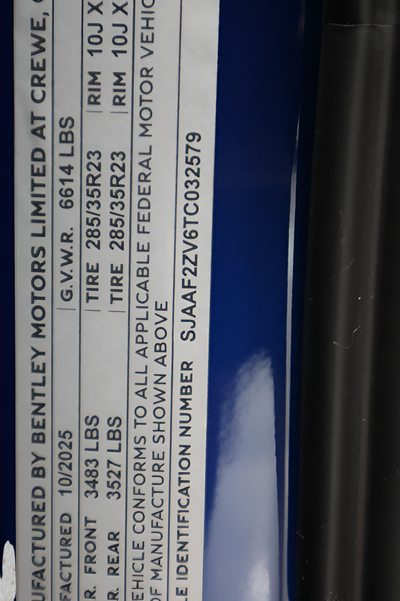 UFACTURED BY BENTLEY MOTORS LIMITED AT CREWE,
FACTURED 10/2025 G.V.W.R. 6614 LBS
R. FRONT 3483 LBS TIRE 285/35R23 RIM 10J X
R. REAR 3527 LBS TIRE 285/35R23 RIM 10J X
EHICLE CONFORMS TO ALL APPLICABLE FEDERAL MOTOR VEHIC
OF MANUFACTURE SHOWN ABOVE
LE IDENTIFICATION NUMBER SJAAF2ZV6TC032579